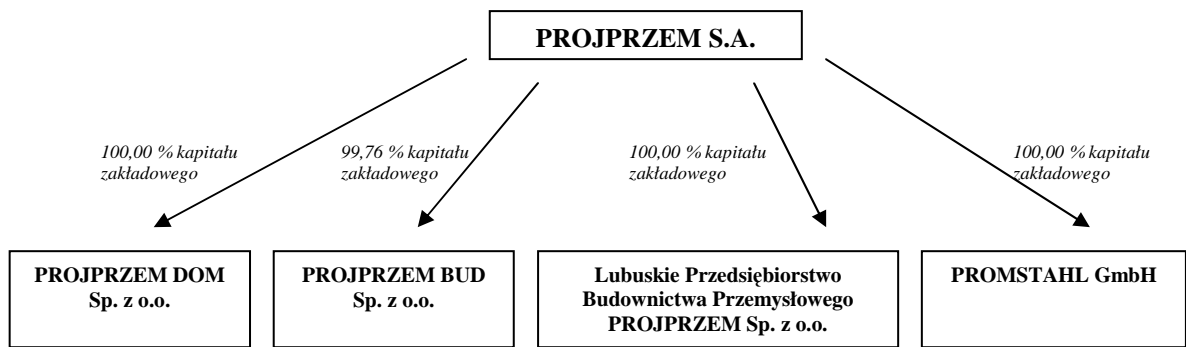 PROJPRZEM S.A.
100,00 % kapitału
zakładowego
99,76 % kapitału
zakładowego
100,00 % kapitału
zakładowego
100,00 % kapitału
zakładowego
PROJPRZEM DOM
Sp. z o.o.
PROJPRZEM BUD
Sp. z o.o.
Lubuskie Przedsiębiorstwo
Budownictwa Przemysłowego
PROJPRZEM Sp. z o.o.
PROMSTAHL GmbH